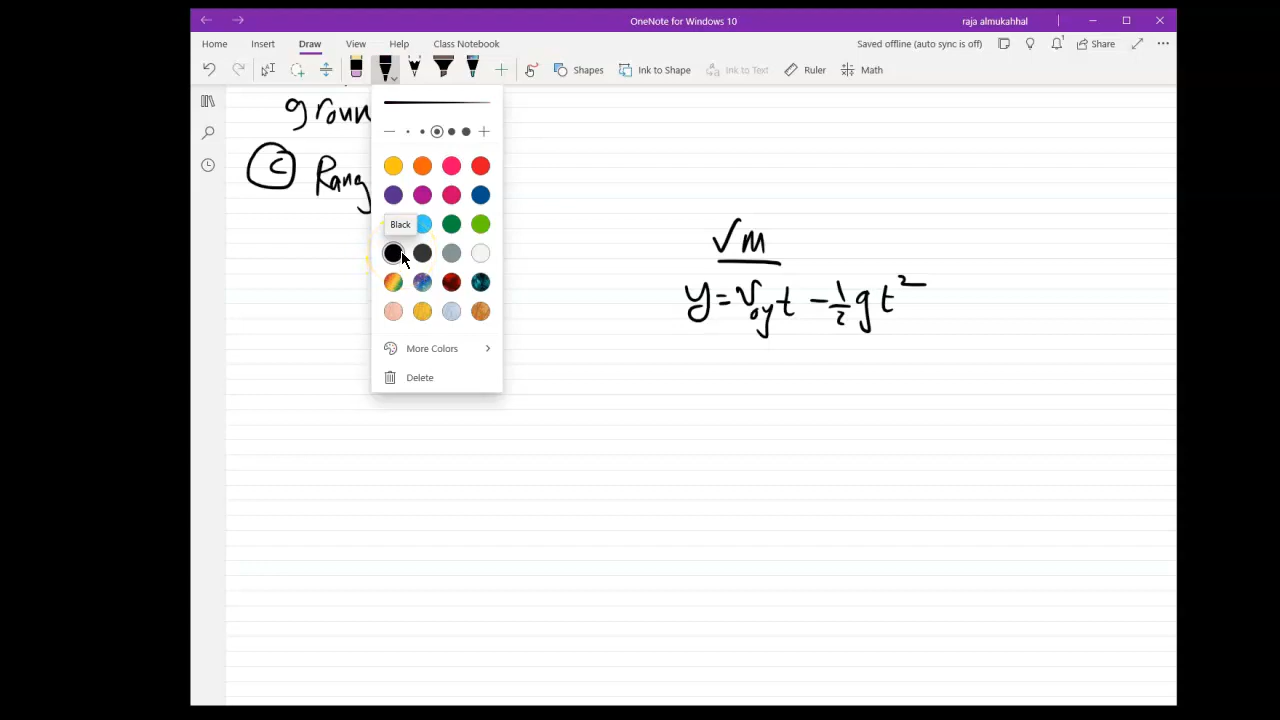 OneNote for Windows 10
raja almukahhal
Home Insert Draw View Help Class Notebook
Saved offline (auto sync is off)
Share
Shapes Ink to Shape Ink to Text Ruler Math
groun
C Rang
Black
VM
y = v₀yt - 1/2 gt²
More Colors
Delete